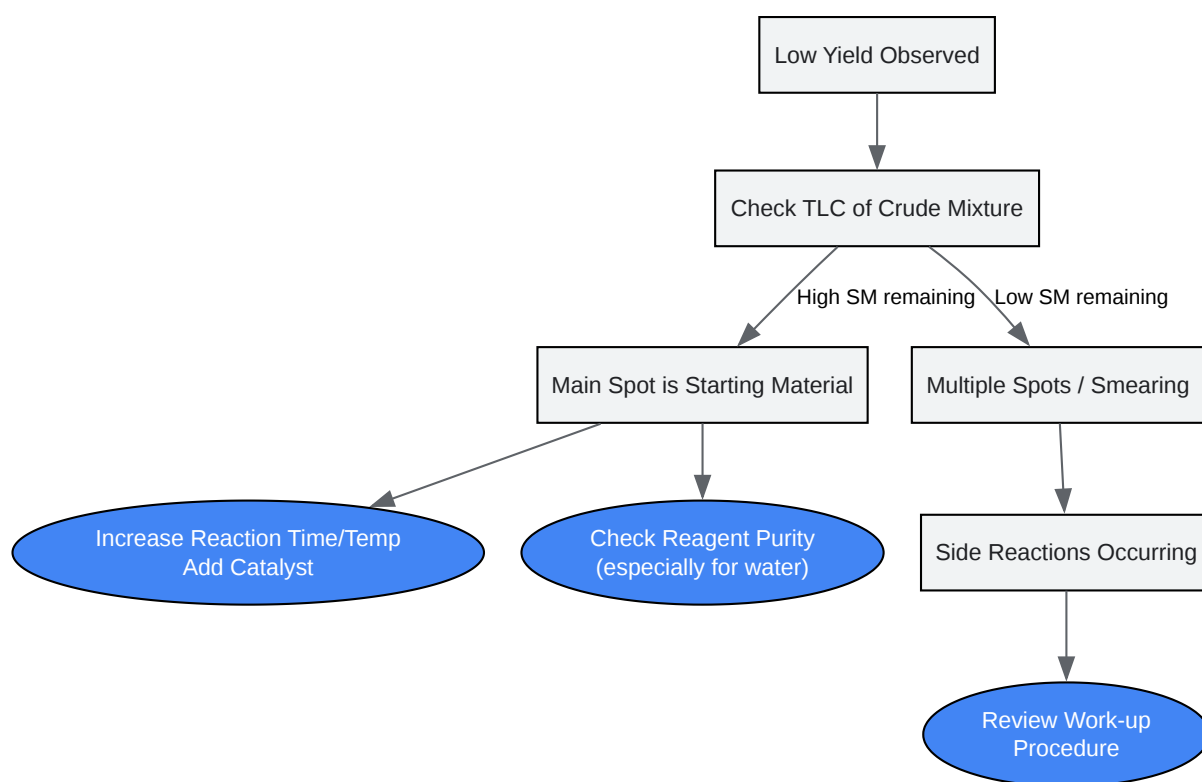 Low Yield Observed
Check TLC of Crude Mixture
High SM remaining
Low SM remaining
Main Spot is Starting Material
Multiple Spots / Smearing
Increase Reaction Time/Temp
Add Catalyst
Check Reagent Purity
(especially for water)
Side Reactions Occurring
Review Work-up
Procedure